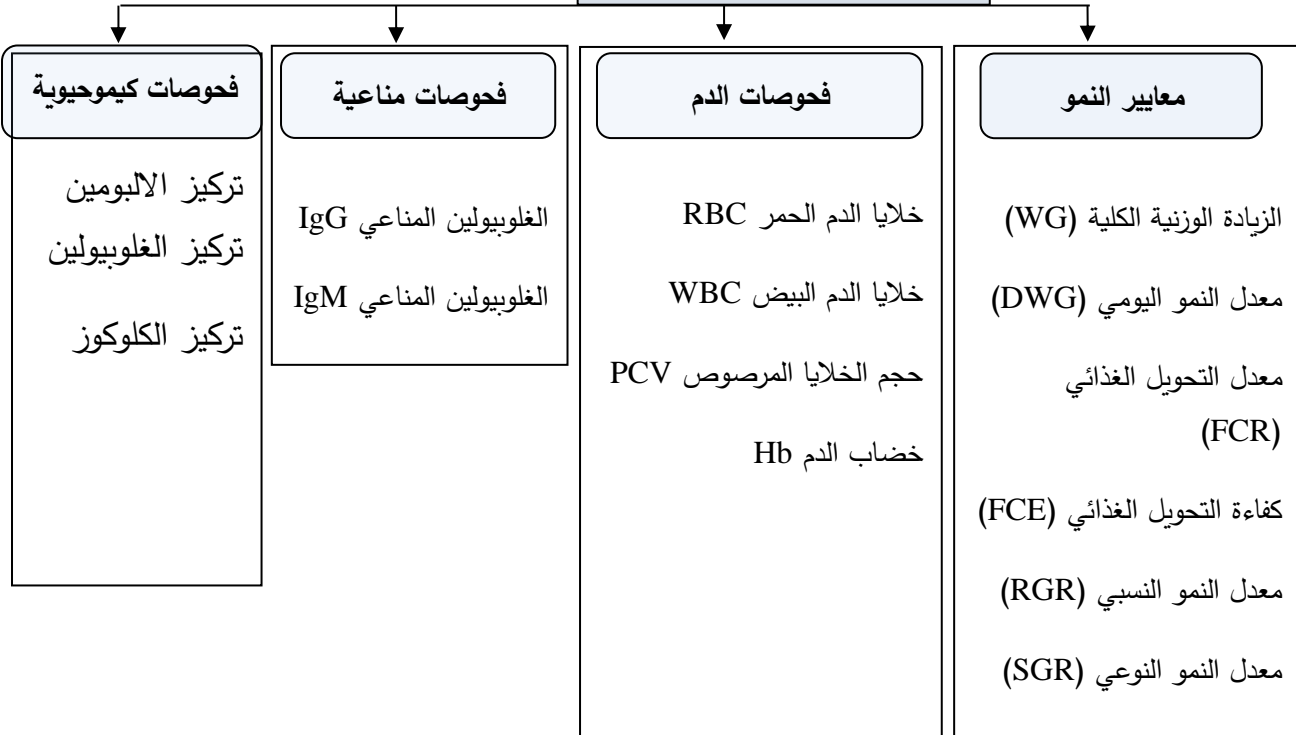 معايير النمو
الزيادة الوزنية الكلية (WG)
معدل النمو اليومي (DWG)
معدل التحويل الغذائي
(FCR)
كفاءة التحويل الغذائي (FCE)
معدل النمو النسبي (RGR)
معدل النمو النوعي (SGR)
فحوصات الدم
خلايا الدم الحمر RBC
خلايا الدم البيض WBC
حجم الخلايا المرصوص PCV
خضاب الدم Hb
فحوصات مناعية
الغلوبيولين المناعي IgG
الغلوبيولين المناعي IgM
فحوصات كيموحيوية
تركيز الالبومين
تركيز الغلوبيولين
تركيز الكلوكوز